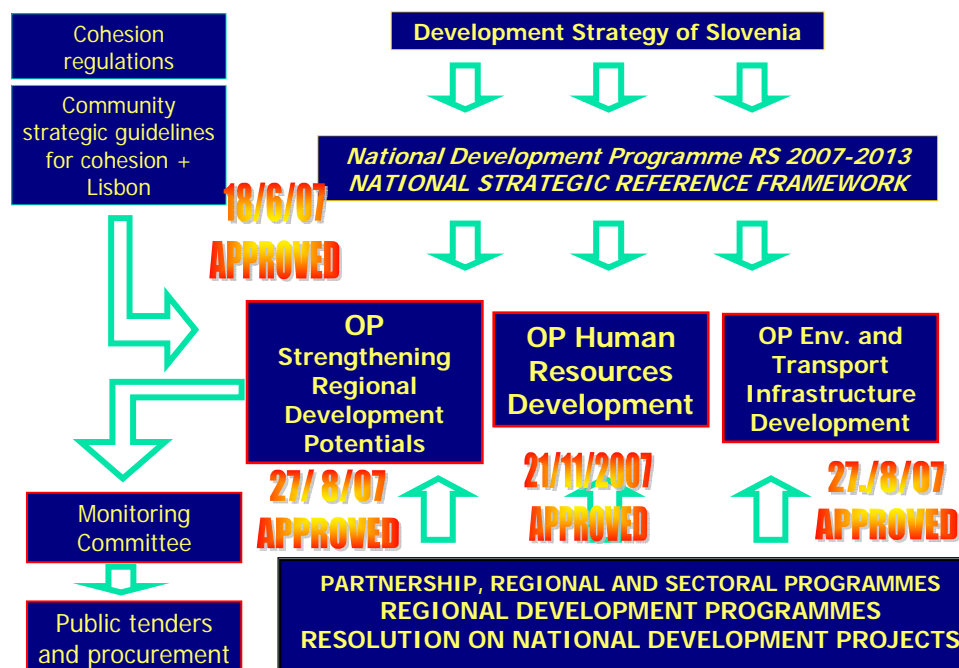 Cohesion
regulations
Community
strategic guidelines
for cohesion +
Lisbon
Development Strategy of Slovenia
National Development Programme RS 2007-2013
NATIONAL STRATEGIC REFERENCE FRAMEWORK
18/6/07
APPROVED
OP
Strengthening
Regional
Development
Potentials
OP Human
Resources
Development
OP Env. and
Transport
Infrastructure
Development
27/ 8/07
APPROVED
21/11/2007
APPROVED
27./8/07
APPROVED
Monitoring
Committee
Public tenders
and procurement
PARTNERSHIP, REGIONAL AND SECTORAL PROGRAMMES
REGIONAL DEVELOPMENT PROGRAMMES
RESOLUTION ON NATIONAL DEVELOPMENT PROJECTS